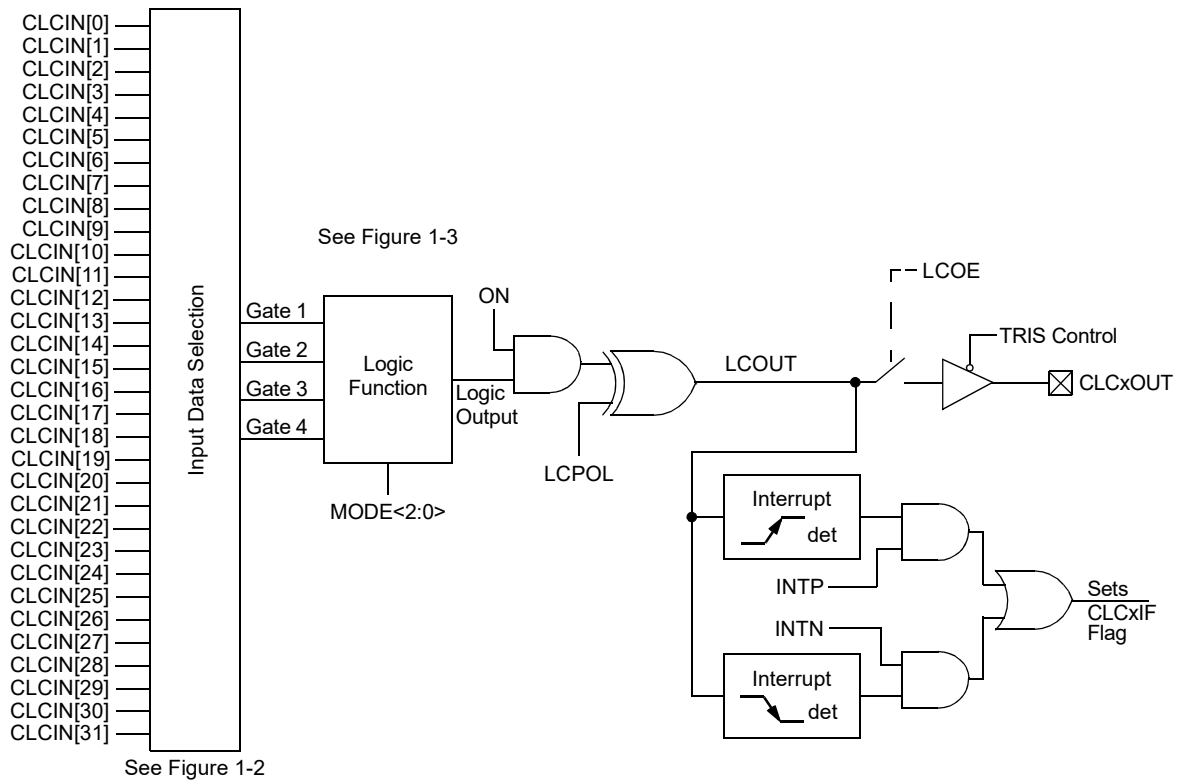 CLCIN[0]
CLCIN[1]
CLCIN[2]
CLCIN[3]
CLCIN[4]
CLCIN[5]
CLCIN[6]
CLCIN[7]
CLCIN[8]
CLCIN[9]
CLCIN[10]
CLCIN[11]
CLCIN[12]
CLCIN[13]
CLCIN[14]
CLCIN[15]
CLCIN[16]
CLCIN[17]
CLCIN[18]
CLCIN[19]
CLCIN[20]
CLCIN[21]
CLCIN[22]
CLCIN[23]
CLCIN[24]
CLCIN[25]
CLCIN[26]
CLCIN[27]
CLCIN[28]
CLCIN[29]
CLCIN[30]
CLCIN[31]
Input Data Selection
See Figure 1-2
Gate 1
Gate 2
Gate 3
Gate 4
See Figure 1-3
Logic
Function
MODE<2:0>
Logic
Output
ON
LCPOL
LCOUT
LCOE
TRIS Control
CLCxOUT
Interrupt
det
INTP
INTN
Interrupt
det
Sets
CLCxIF
Flag